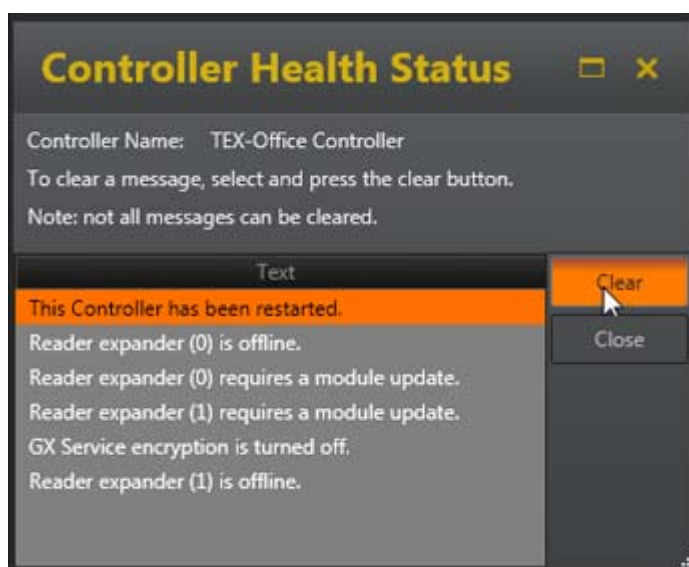 Controller Health Status
Controller Name: TEX-Office Controller
To clear a message, select and press the clear button.
Note: not all messages can be cleared.
Text
Clear
This Controller has been restarted.
Close
Reader expander (0) is offline.
Reader expander (0) requires a module update.
Reader expander (1) requires a module update.
GX Service encryption is turned off.
Reader expander (1) is offline.